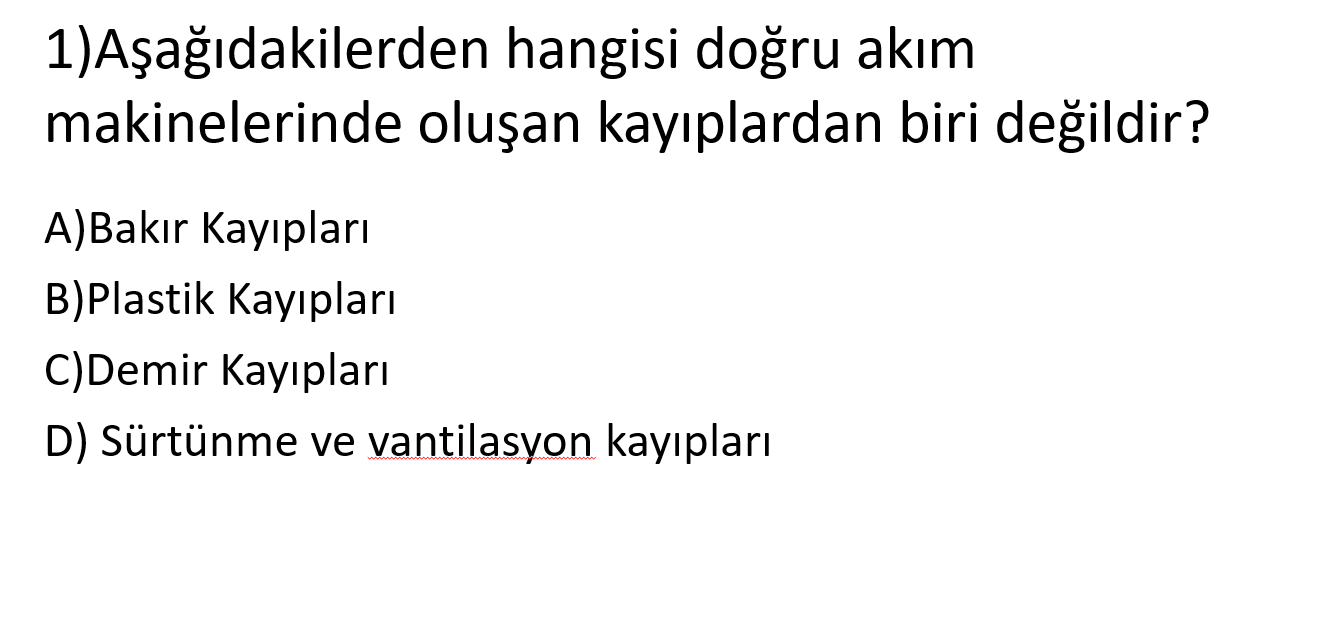 1)Aşağıdakilerden hangisi doğru akım
makinelerinde oluşan kayıplardan biri değildir?
A)Bakır Kayıpları
B)Plastik Kayıpları
C)Demir Kayıpları
D) Sürtünme ve vantilasyon kayıpları